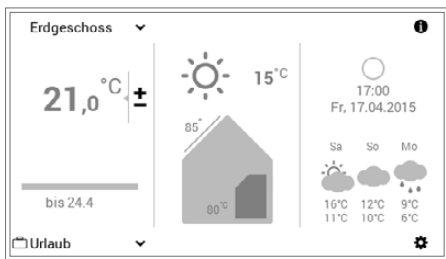 Erdgeschoss
21,0 °C ±
bis 24.4
Urlaub
15°C
85°
80°C
17:00
Fr, 17.04.2015
Sa So Mo
16°C 12°C 9°C
11°C 10°C 6°C